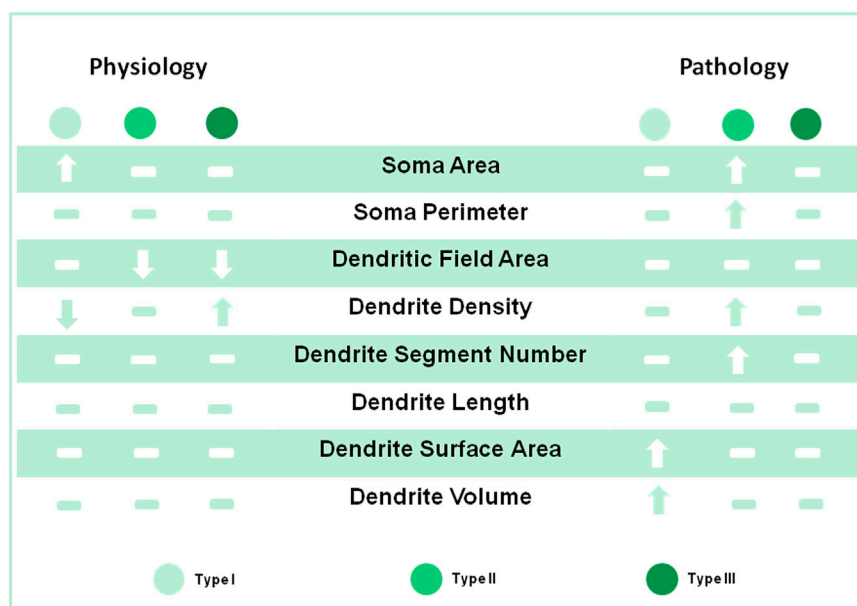 Physiology Pathology
Soma Area
Soma Perimeter
Dendritic Field Area
Dendrite Density
Dendrite Segment Number
Dendrite Length
Dendrite Surface Area
Dendrite Volume
Type I Type II Type III